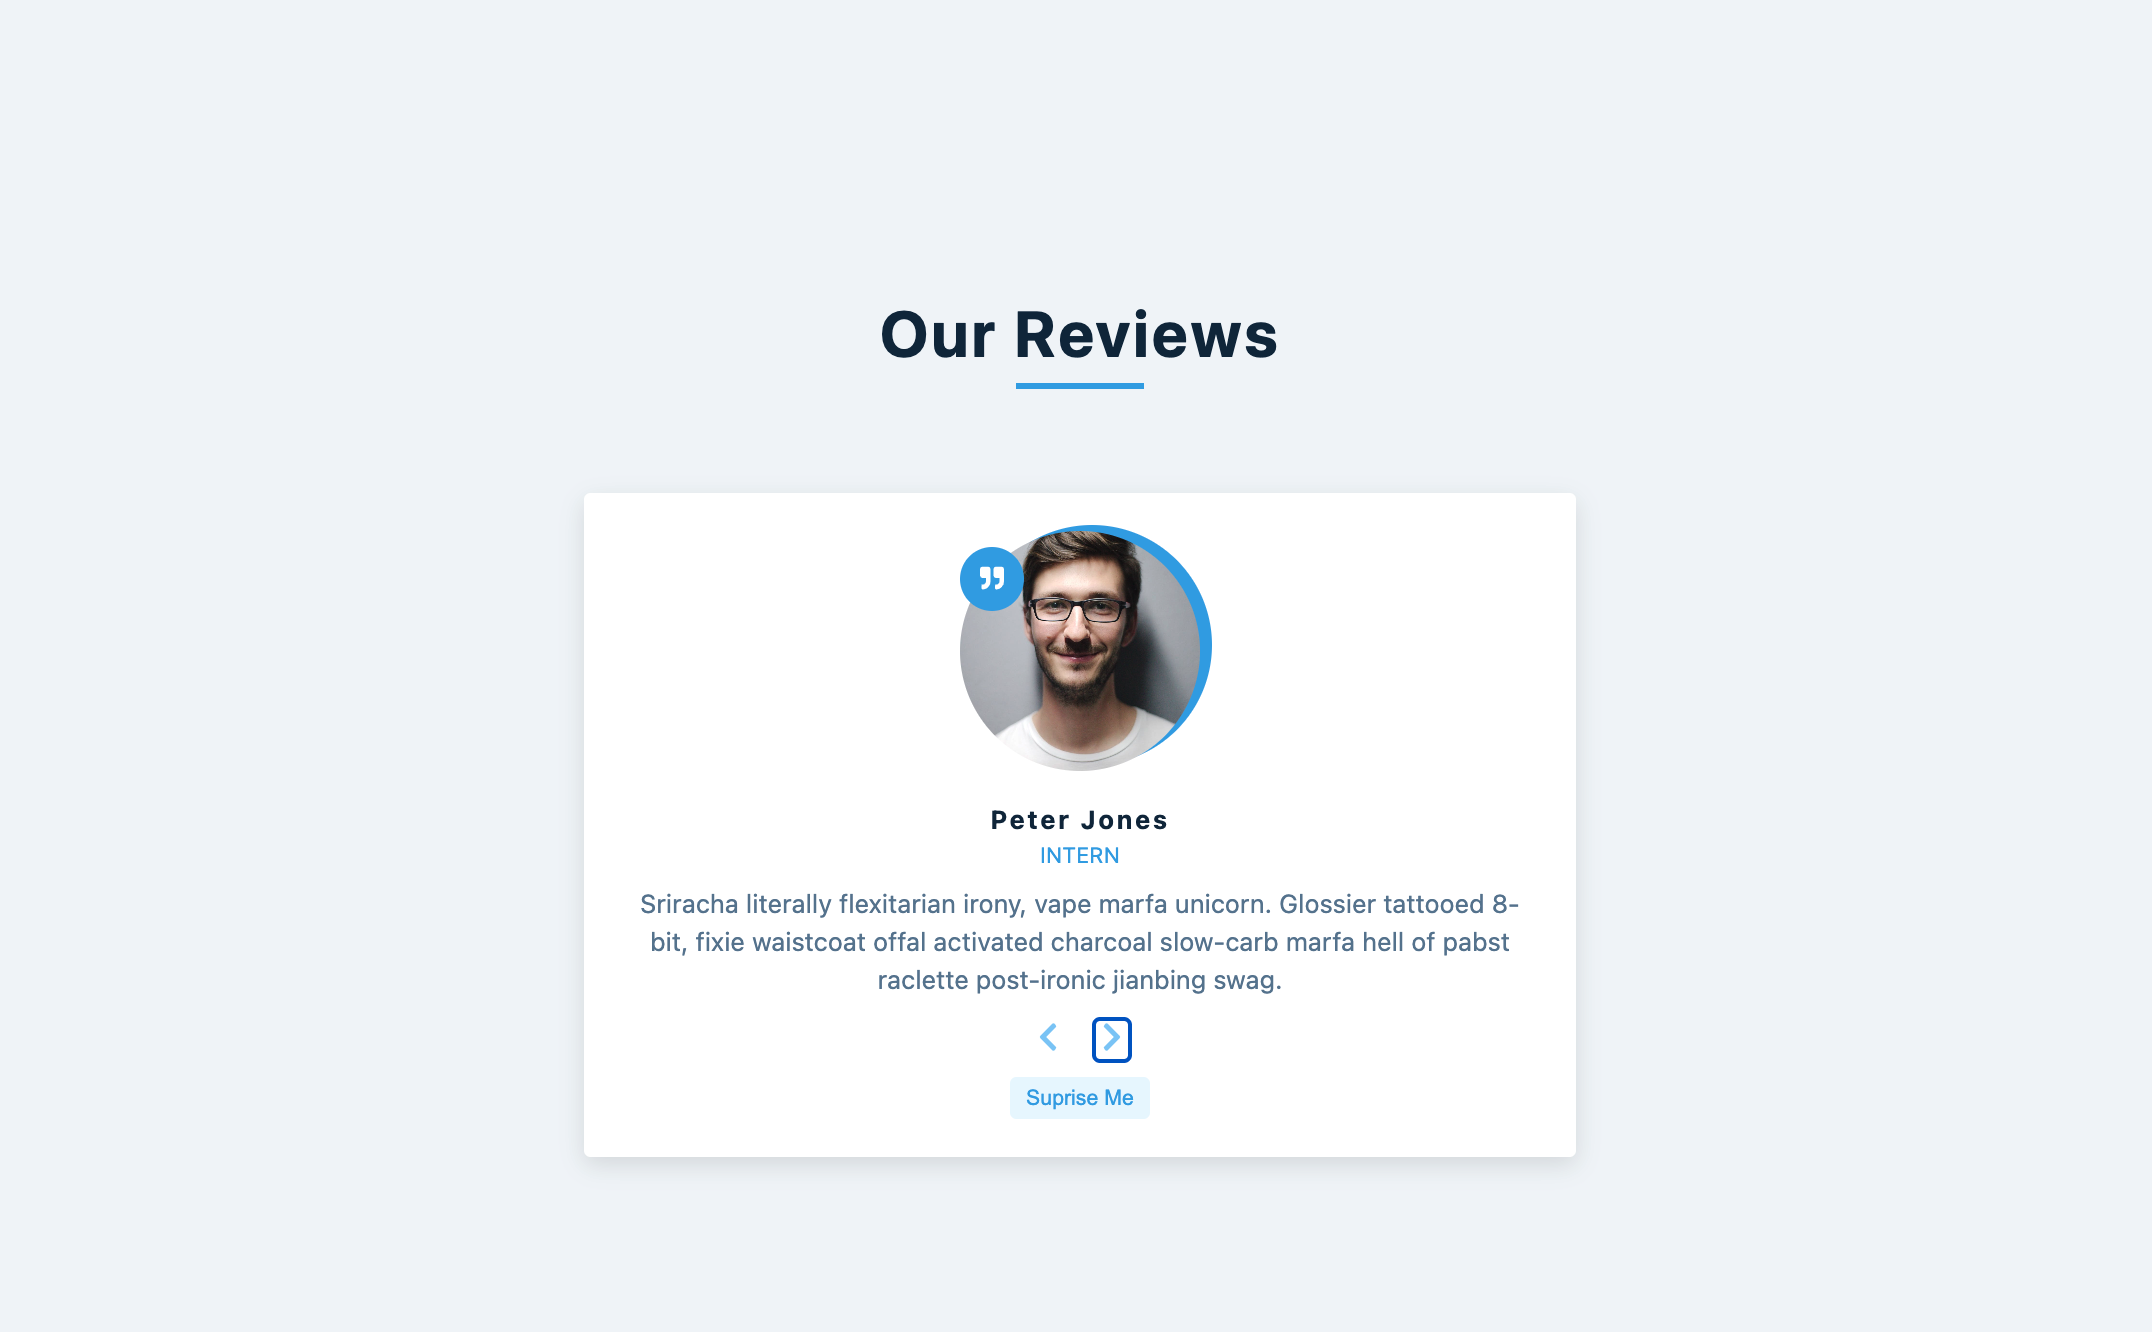 Our Reviews
Peter Jones
INTERN
Sriracha literally flexitarian irony, vape marfa unicorn. Glossier tattooed 8-
bit, fixie waistcoat offal activated charcoal slow-carb marfa hell of pabst
raclette post-ironic jianbing swag.
Suprise Me